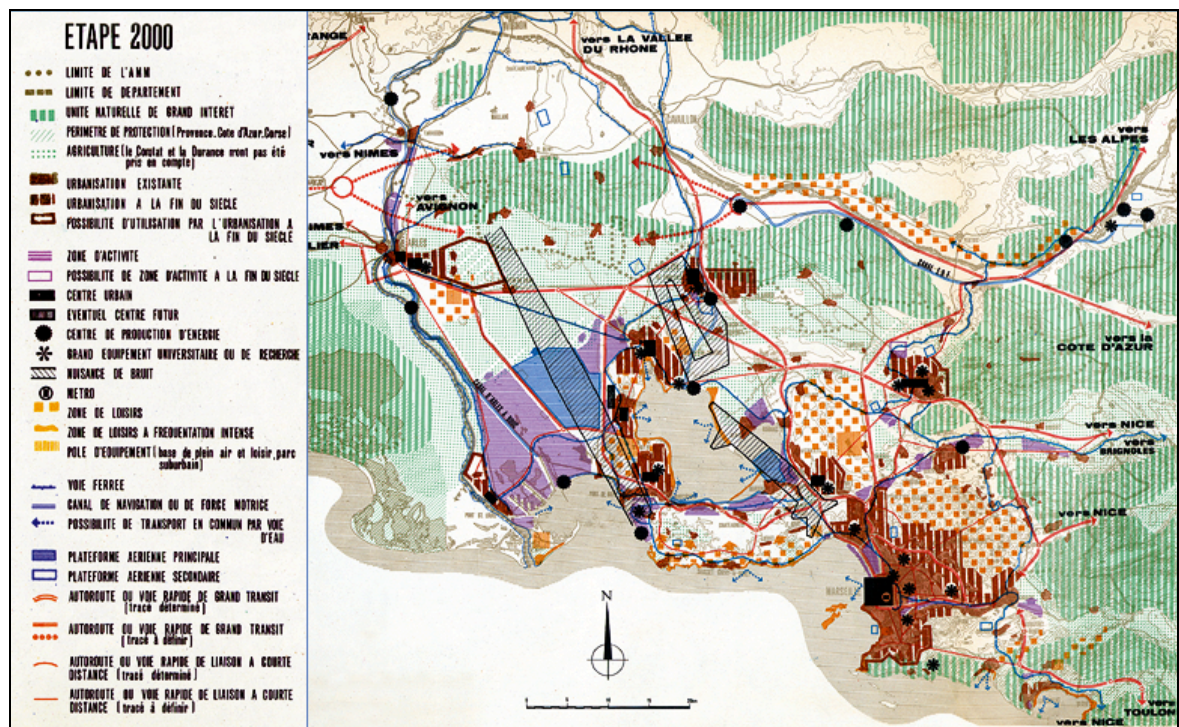 ETAPE 2000
LIMITE DE L'AMM
LIMITE DE DEPARTEMENT
UNITE NATURELLE DE GRAND INTERET
PERIMETRE DE PROTECTION (Provence.Cote d'Azur.Corse)
AGRICULTURE (le Comtat et la Durance n'ont pas été
pris en compte)
URBANISATION EXISTANTE
URBANISATION A LA FIN DU SIECLE
POSSIBILITE D'UTILISATION PAR L'URBANISATION A
LA FIN DU SIECLE
ZONE D'ACTIVITE
POSSIBILITE DE ZONE D'ACTIVITE A LA FIN DU SIECLE
CENTRE URBAIN
EVENTUEL CENTRE FUTUR
CENTRE DE PRODUCTION D'ENERGIE
GRAND EQUIPEMENT UNIVERSITAIRE OU DE RECHERCHE
NUISANCE DE BRUIT
METRO
ZONE DE LOISIRS
ZONE DE LOISIRS A FREQUENTATION INTENSE
POLE D'EQUIPEMENT (base de plein air et loisir, parc
suburbain)
VOIE FERREE
CANAL DE NAVIGATION OU DE FORCE MOTRICE
POSSIBILITE DE TRANSPORT EN COMMUN PAR VOIE
D'EAU
PLATEFORME AERIENNE PRINCIPALE
PLATEFORME AERIENNE SECONDAIRE
AUTOROUTE OU VOIE RAPIDE DE GRAND TRANSIT
(tracé déterminé)
AUTOROUTE OU VOIE RAPIDE DE GRAND TRANSIT
(tracé à définir)
AUTOROUTE OU VOIE RAPIDE DE LIAISON A COURTE
DISTANCE (tracé déterminé)
AUTOROUTE OU VOIE RAPIDE DE LIAISON A COURTE
DISTANCE (tracé à définir)
RANGE
vers LA VALLEE
DU RHONE
CAVAILLON
vers
LES ALPES
vers NIMES
vers
AVIGNON
IMES
LIER
ARLES
CANAL E.D.F.
vers la
COTE D'AZUR
vers NICE
vers
BRIGNOLES
vers NICE
MARSEILLE
N
vers
TOULON
vers NICE